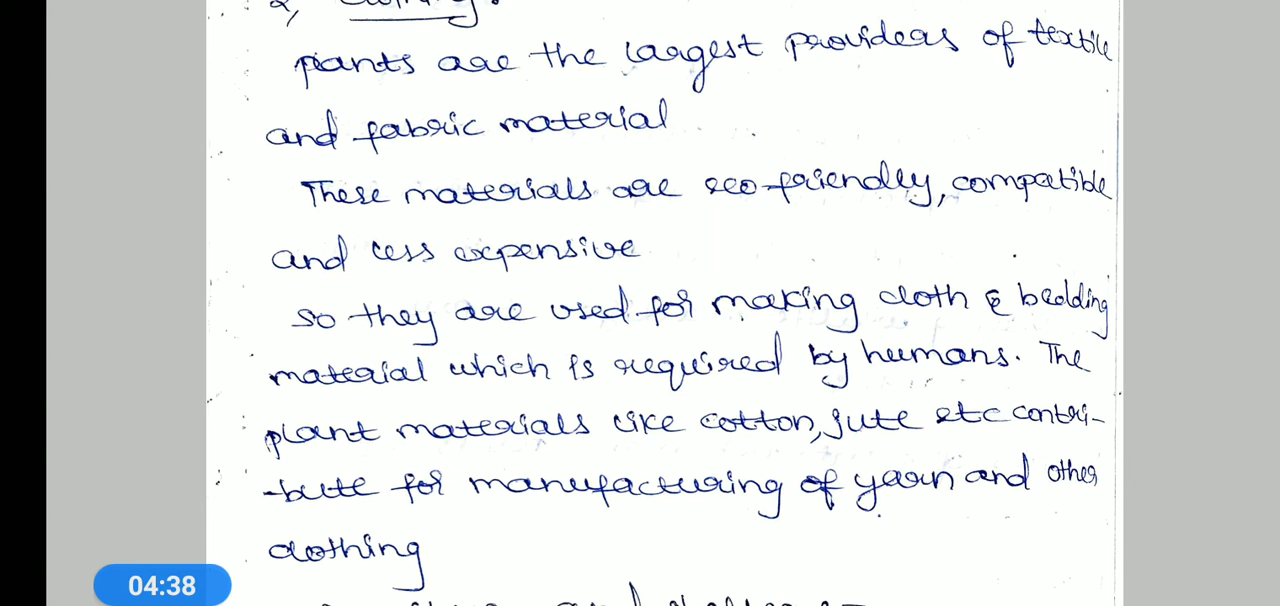 2, Clothing:
plants are the largest providers of textile
and fabric material
These materials are eco-friendly, compatible
and less expensive
so they are used for making cloth & bedding
material which is required by humans. The
plant materials like cotton, jute etc contri-
-bute for manufacturing of yarn and other
clothing
04:38